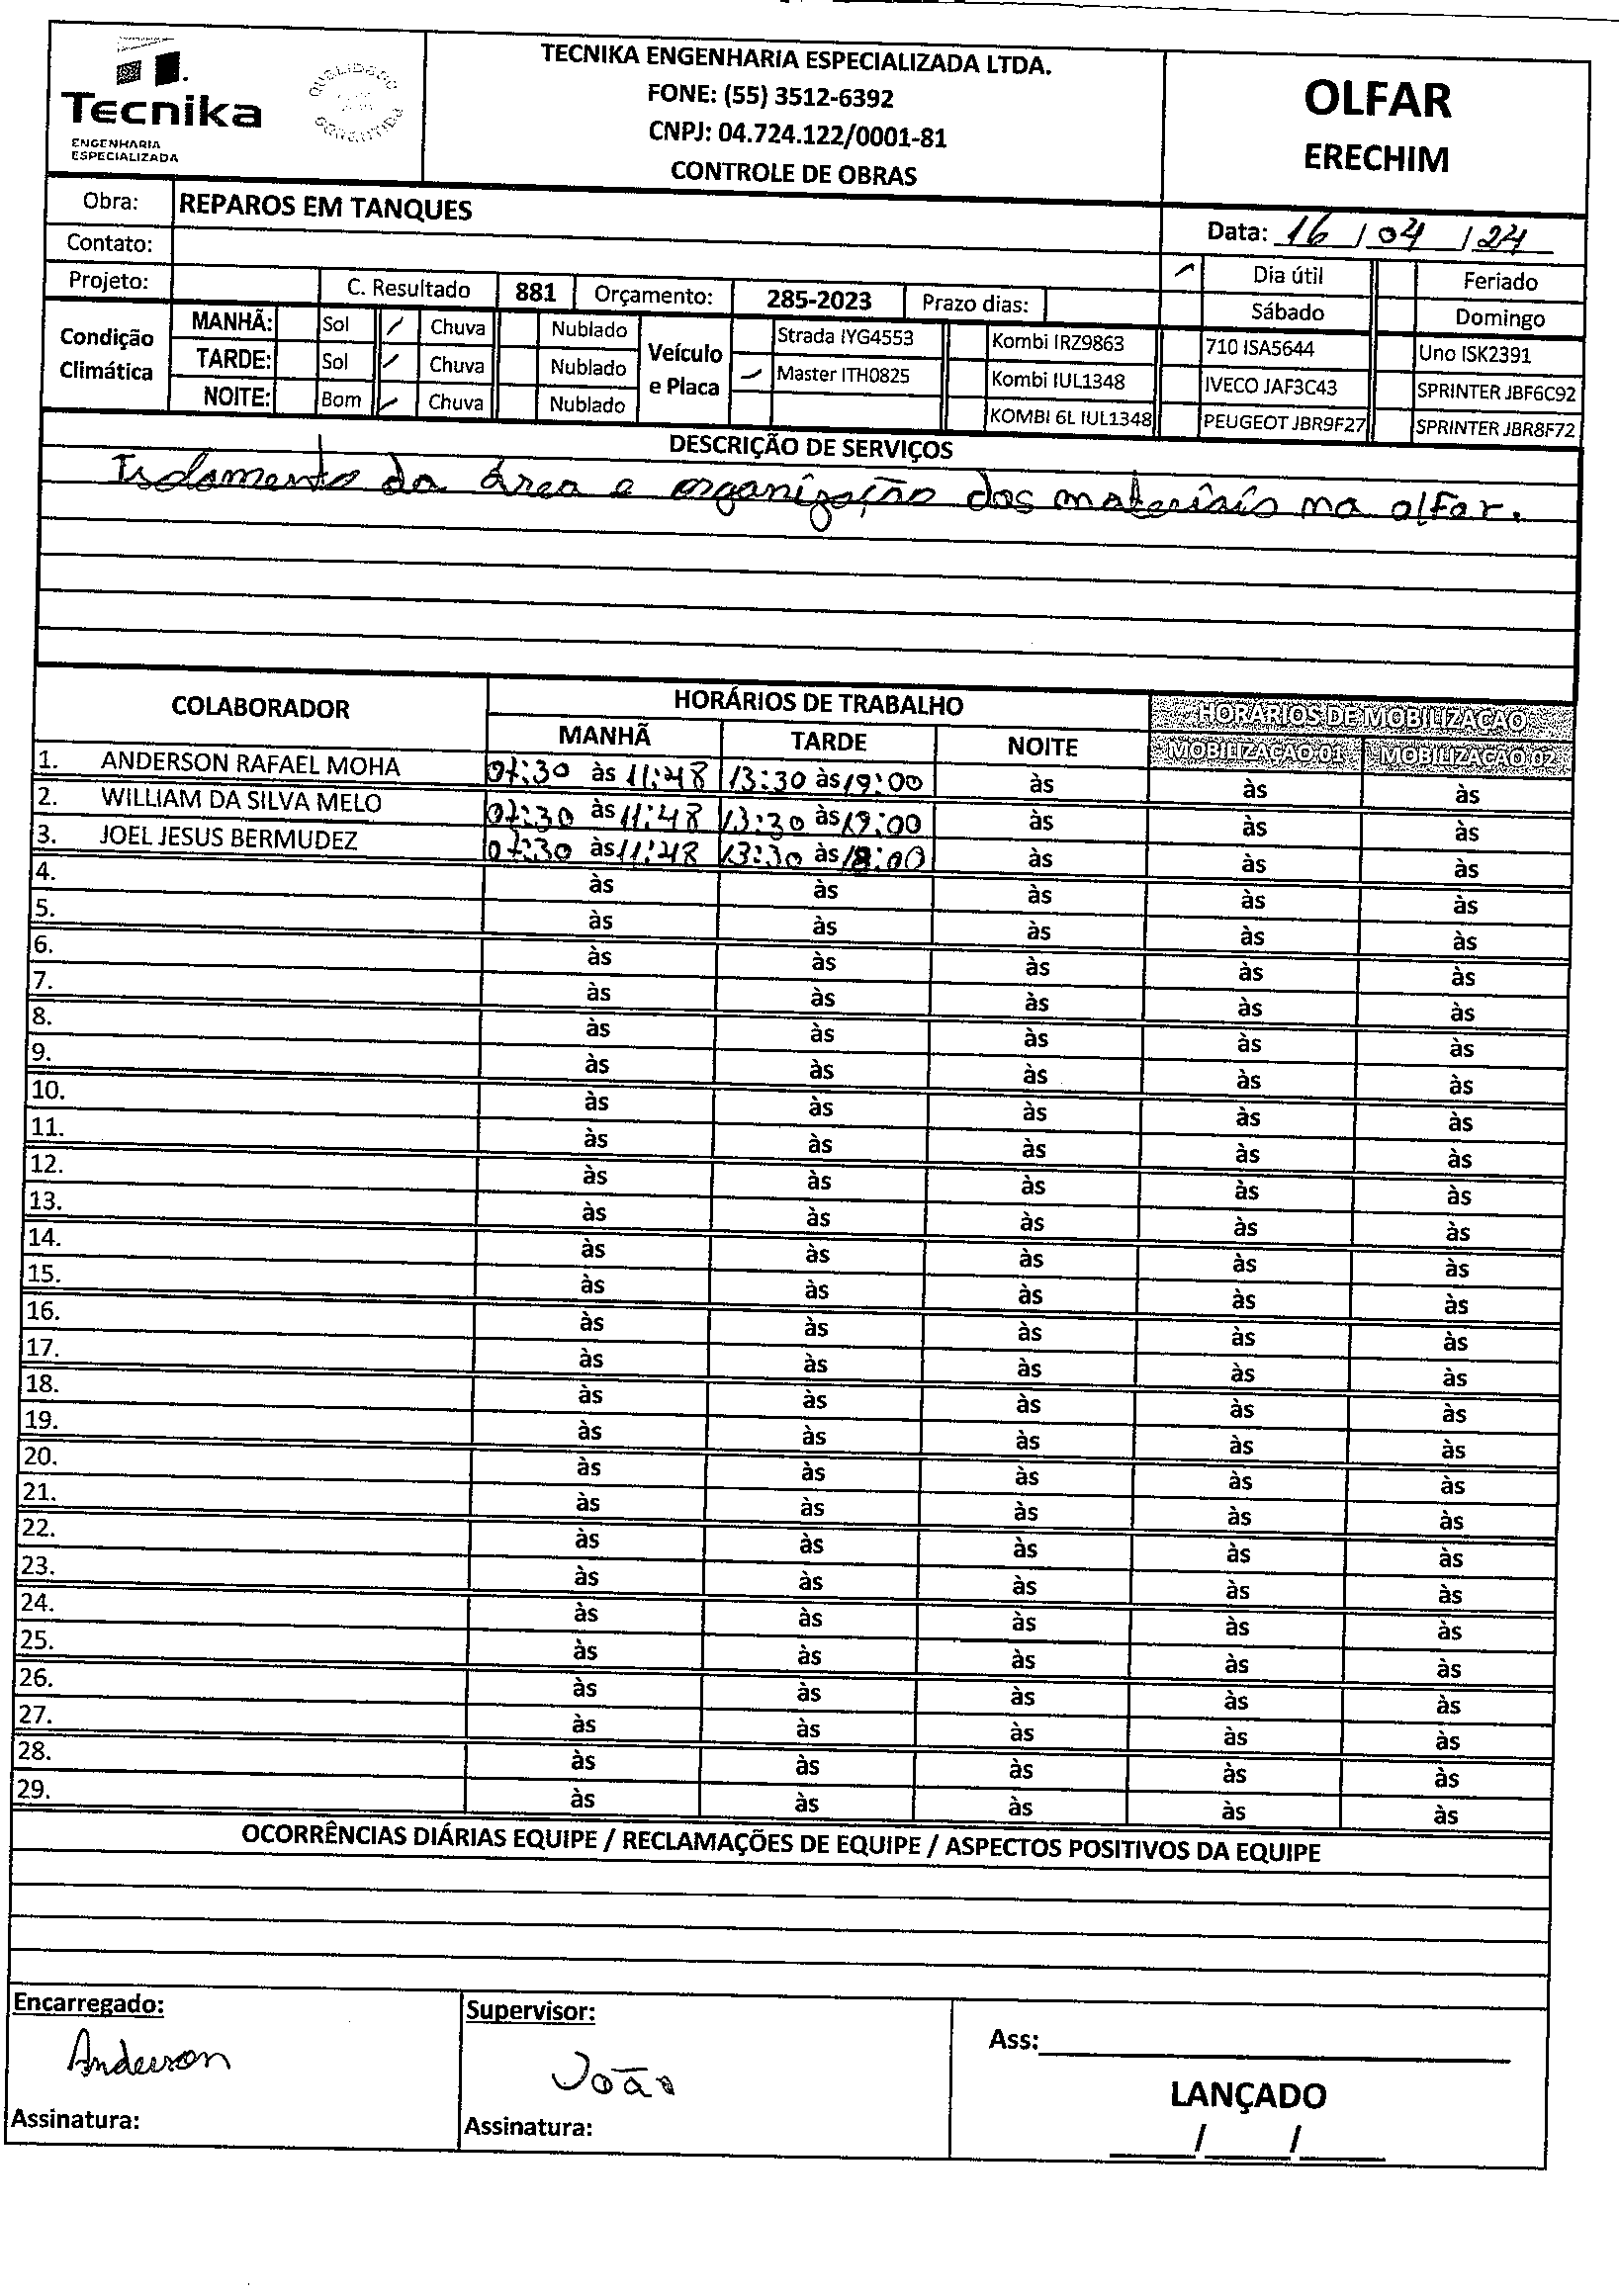 Tecnika
ENGENHARIA
ESPECIALIZADA
QUALIDADE
GARANTIDA
TECNIKA ENGENHARIA ESPECIALIZADA LTDA.
FONE: (55) 3512-6392
CNPJ: 04.724.122/0001-81
CONTROLE DE OBRAS
OLFAR
ERECHIM
Obra: REPAROS EM TANQUES
Data: 16 / 04 / 24
Contato:
Projeto: C. Resultado 881 Orçamento: 285-2023 Prazo dias:
Dia útil Feriado
Sábado Domingo
Condição Climática
MANHÃ: Sol / Chuva Nublado
TARDE: Sol / Chuva Nublado
NOITE: Bom / Chuva Nublado
Veículo e Placa
Strada IYG4553 Kombi IRZ9863 710 ISA5644 Uno ISK2391
Master ITH0825 Kombi IUL1348 IVECO JAF3C43 SPRINTER JBF6C92
KOMBI 6L IUL1348 PEUGEOT JBR9F27 SPRINTER JBR8F72
DESCRIÇÃO DE SERVIÇOS
Isolamento da área e organização dos materiais na olfar.
COLABORADOR HORÁRIOS DE TRABALHO HORÁRIOS DE MOBILIZAÇÃO
MANHÃ TARDE NOITE MOBILIZAÇÃO 01 MOBILIZAÇÃO 02
1. ANDERSON RAFAEL MOHA 07:30 às 11:48 13:30 às 19:00 às às às
2. WILLIAM DA SILVA MELO 07:30 às 11:48 13:30 às 19:00 às às às
3. JOEL JESUS BERMUDEZ 07:30 às 11:48 13:30 às 18:00 às às às
4. às às às às às
5. às às às às às
6. às às às às às
7. às às às às às
8. às às às às às
9. às às às às às
10. às às às às às
11. às às às às às
12. às às às às às
13. às às às às às
14. às às às às às
15. às às às às às
16. às às às às às
17. às às às às às
18. às às às às às
19. às às às às às
20. às às às às às
21. às às às às às
22. às às às às às
23. às às às às às
24. às às às às às
25. às às às às às
26. às às às às às
27. às às às às às
28. às às às às às
29. às às às às às
OCORRÊNCIAS DIÁRIAS EQUIPE / RECLAMAÇÕES DE EQUIPE / ASPECTOS POSITIVOS DA EQUIPE
Encarregado:
Anderson
Assinatura:
Supervisor:
João
Assinatura:
Ass:
LANÇADO
/ /